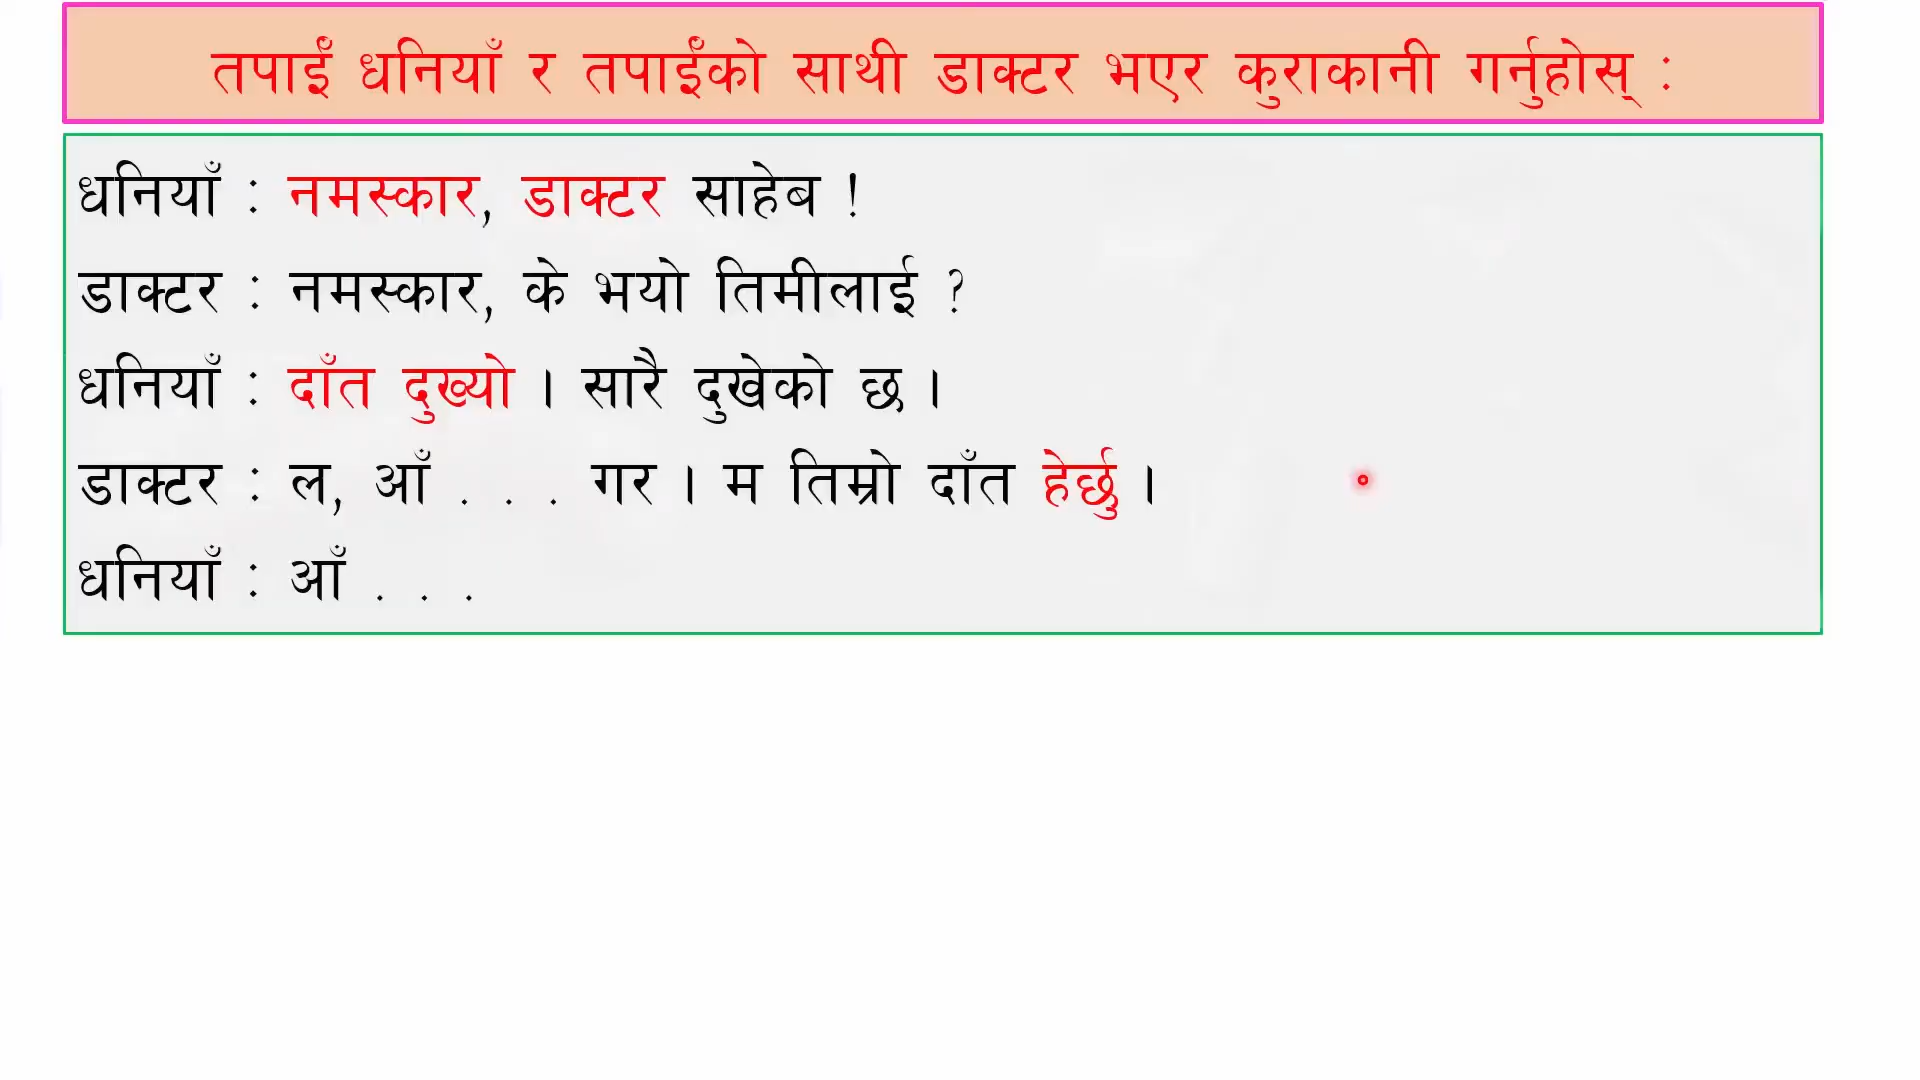 तपाईँ धनियाँ र तपाईँको साथी डाक्टर भएर कुराकानी गर्नुहोस् :
धनियाँ : नमस्कार, डाक्टर साहेब !
डाक्टर : नमस्कार, के भयो तिमीलाई ?
धनियाँ : दाँत दुख्यो । सारै दुखेको छ ।
डाक्टर : ल, आँ . . . गर । म तिम्रो दाँत हेर्छु ।
धनियाँ : आँ . . .